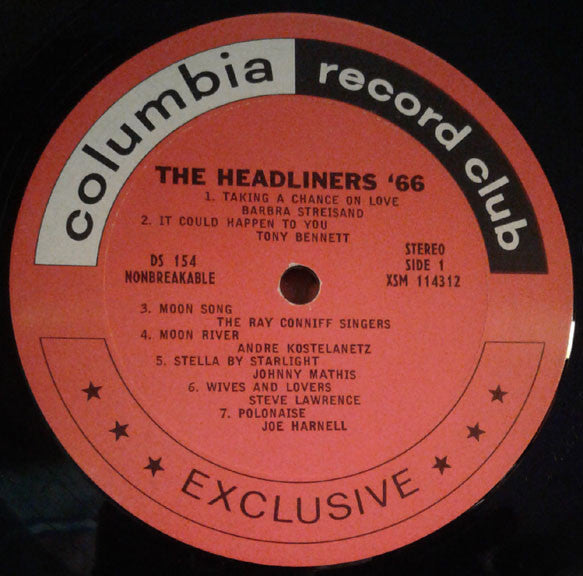 columbia record club
THE HEADLINERS '66
1. TAKING A CHANCE ON LOVE
BARBRA STREISAND
2. IT COULD HAPPEN TO YOU
TONY BENNETT
DS 154
NONBREAKABLE
STEREO
SIDE 1
XSM 114312
3. MOON SONG
THE RAY CONNIFF SINGERS
4. MOON RIVER
ANDRE KOSTELANETZ
5. STELLA BY STARLIGHT
JOHNNY MATHIS
6. WIVES AND LOVERS
STEVE LAWRENCE
7. POLONAISE
JOE HARNELL
EXCLUSIVE